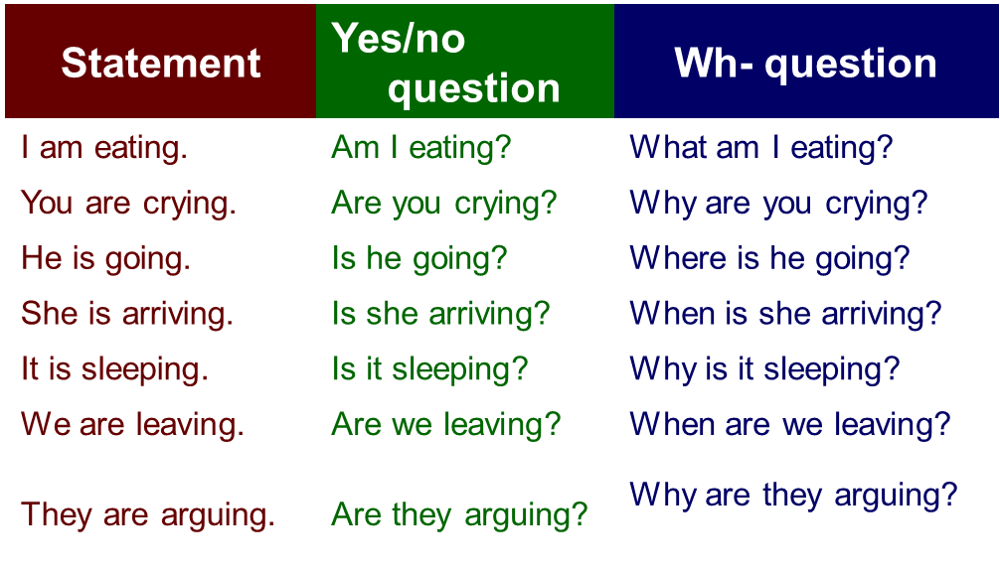 Statement
Yes/no
question
Wh- question
I am eating.
Am I eating?
What am I eating?
You are crying.
Are you crying?
Why are you crying?
He is going.
Is he going?
Where is he going?
She is arriving.
Is she arriving?
When is she arriving?
It is sleeping.
Is it sleeping?
Why is it sleeping?
We are leaving.
Are we leaving?
When are we leaving?
They are arguing.
Are they arguing?
Why are they arguing?